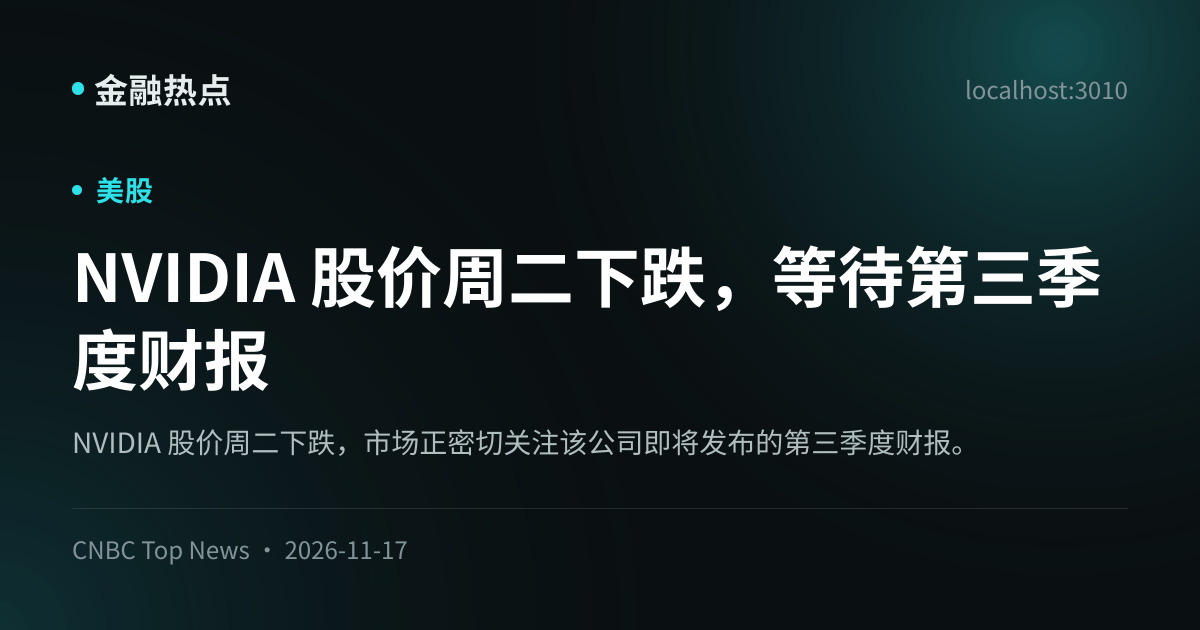 金融热点
localhost:3010
美股
NVIDIA 股价周二下跌，等待第三季
度财报
NVIDIA 股价周二下跌，市场正密切关注该公司即将发布的第三季度财报。
CNBC Top News · 2026-11-17